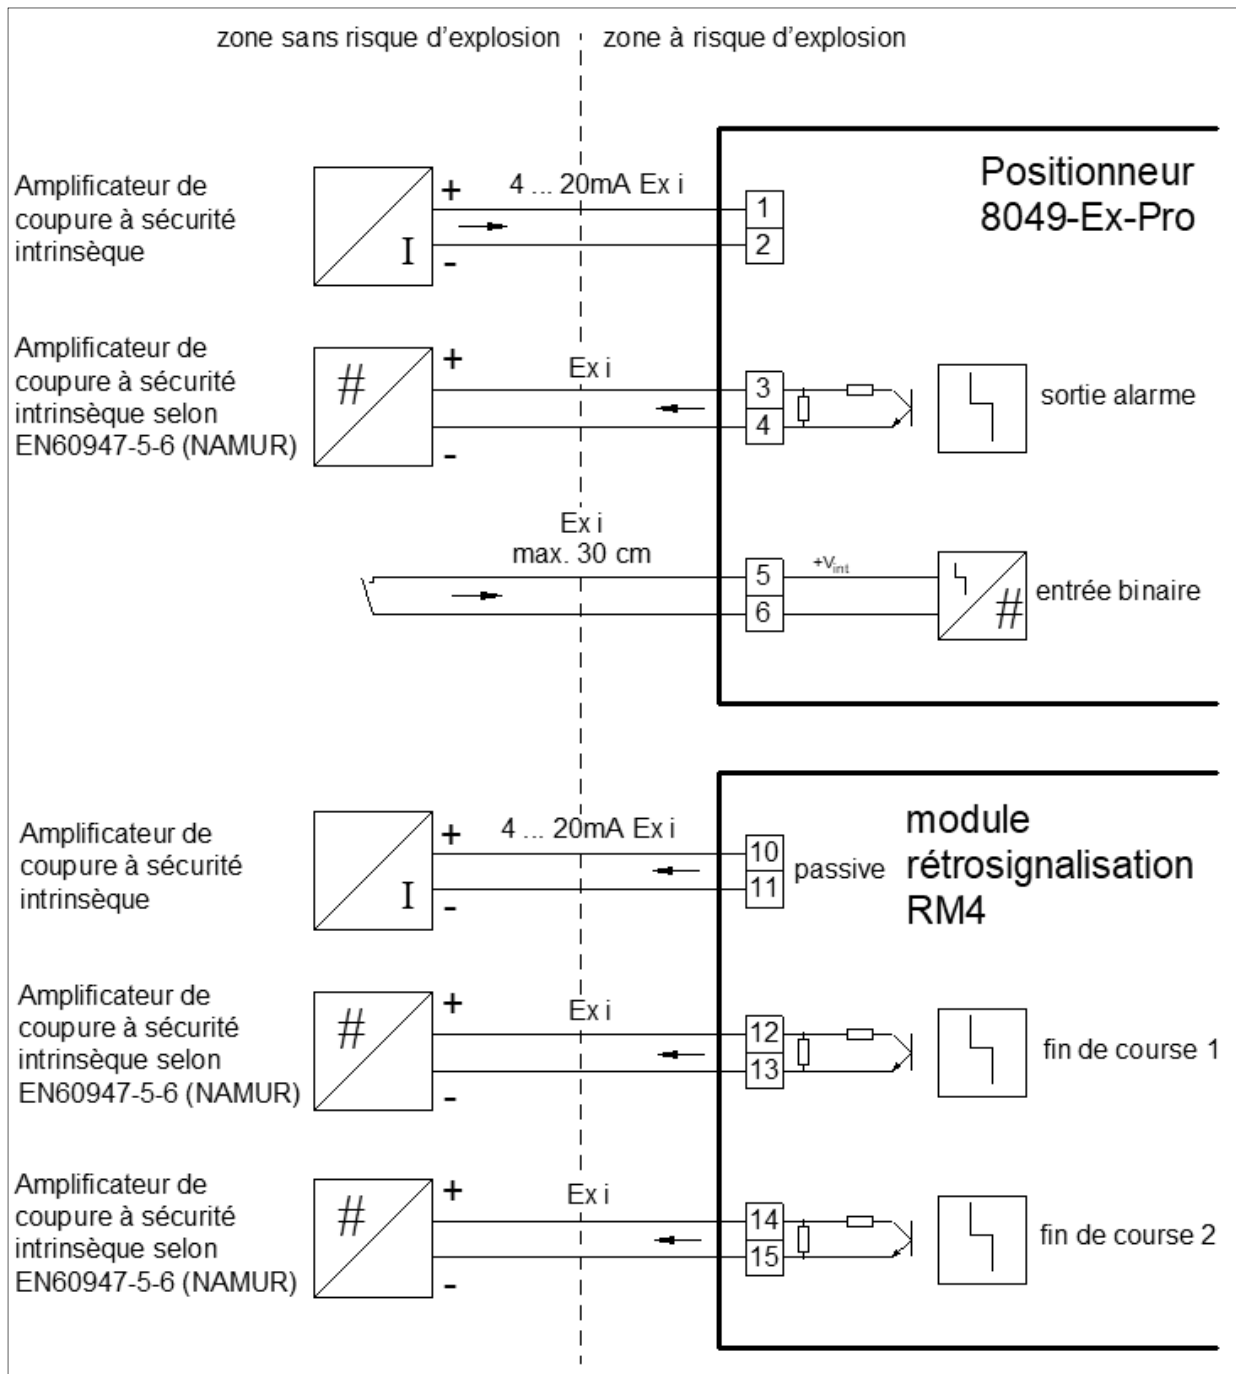 zone sans risque d'explosion
zone à risque d'explosion
Positionneur
8049-Ex-Pro
Amplificateur de
coupure à sécurité
intrinsèque
+
-
I
4 ... 20mA Ex i
1
2
Amplificateur de
coupure à sécurité
intrinsèque selon
EN60947-5-6 (NAMUR)
#
+
-
Ex i
3
4
sortie alarme
Ex i
max. 30 cm
5
6
+Vint
#
entrée binaire
module
rétrosignalisation
RM4
Amplificateur de
coupure à sécurité
intrinsèque
I
+
-
4 ... 20mA Ex i
10
11
passive
Amplificateur de
coupure à sécurité
intrinsèque selon
EN60947-5-6 (NAMUR)
#
+
-
Ex i
12
13
fin de course 1
Amplificateur de
coupure à sécurité
intrinsèque selon
EN60947-5-6 (NAMUR)
#
+
-
Ex i
14
15
fin de course 2